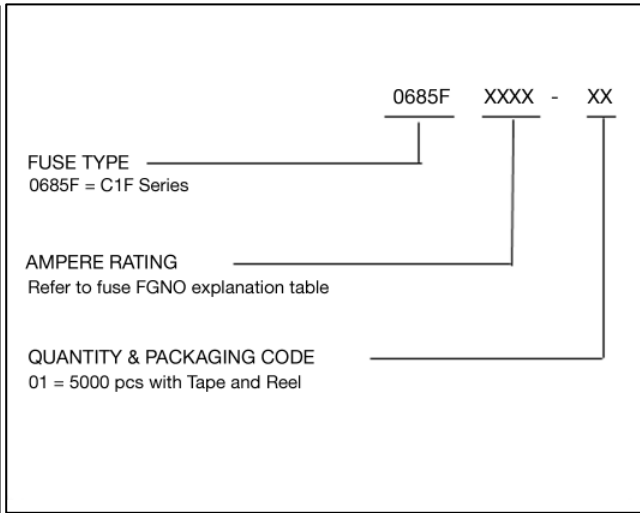 0685F XXXX - XX
FUSE TYPE
0685F = C1F Series
AMPERE RATING
Refer to fuse FGNO explanation table
QUANTITY & PACKAGING CODE
01 = 5000 pcs with Tape and Reel